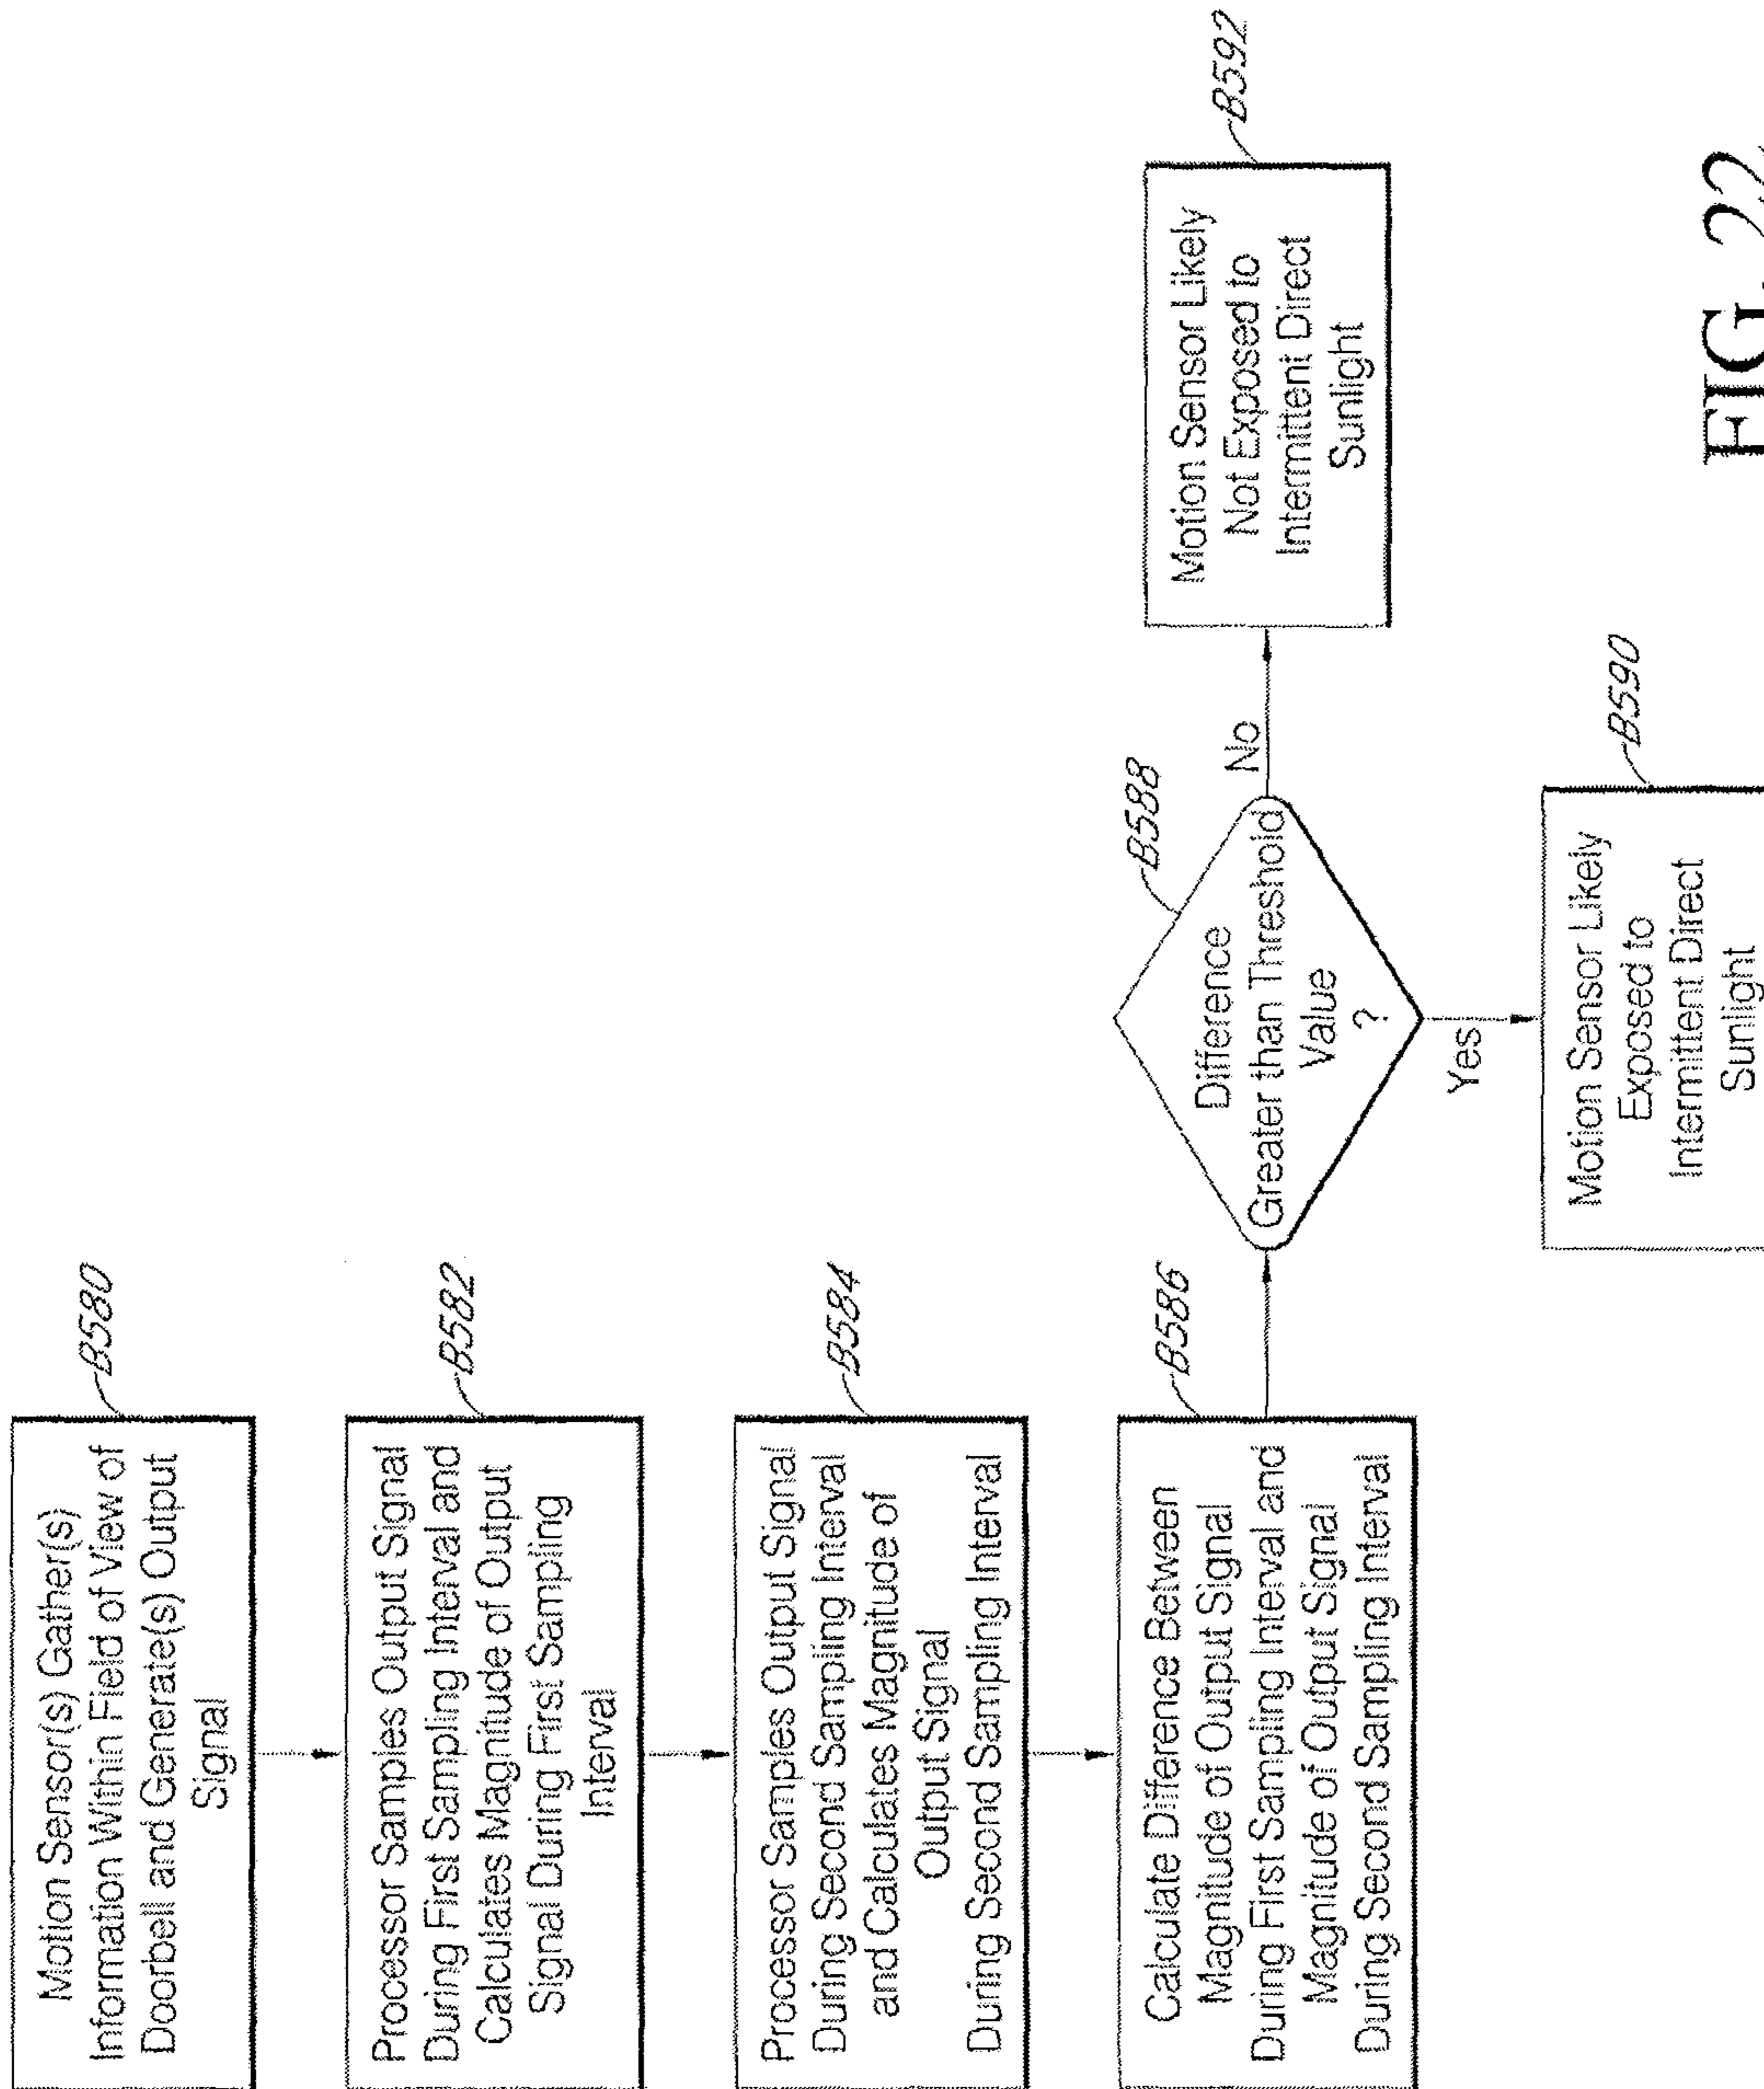 B580
Motion Sensor(s) Gather(s)
Information Within Field of View of
Doorbell and Generate(s) Output
Signal
B582
Processor Samples Output Signal
During First Sampling Interval and
Calculates Magnitude of Output
Signal During First Sampling
Interval
B584
Processor Samples Output Signal
During Second Sampling Interval
and Calculates Magnitude of
Output Signal
During Second Sampling Interval
B586
Calculate Difference Between
Magnitude of Output Signal
During First Sampling Interval and
Magnitude of Output Signal
During Second Sampling Interval
B588
Difference
Greater than Threshold
Value
?
No
Yes
B592
Motion Sensor Likely
Not Exposed to
Intermittent Direct
Sunlight
B590
Motion Sensor Likely
Exposed to
Intermittent Direct
Sunlight
FIG. 22